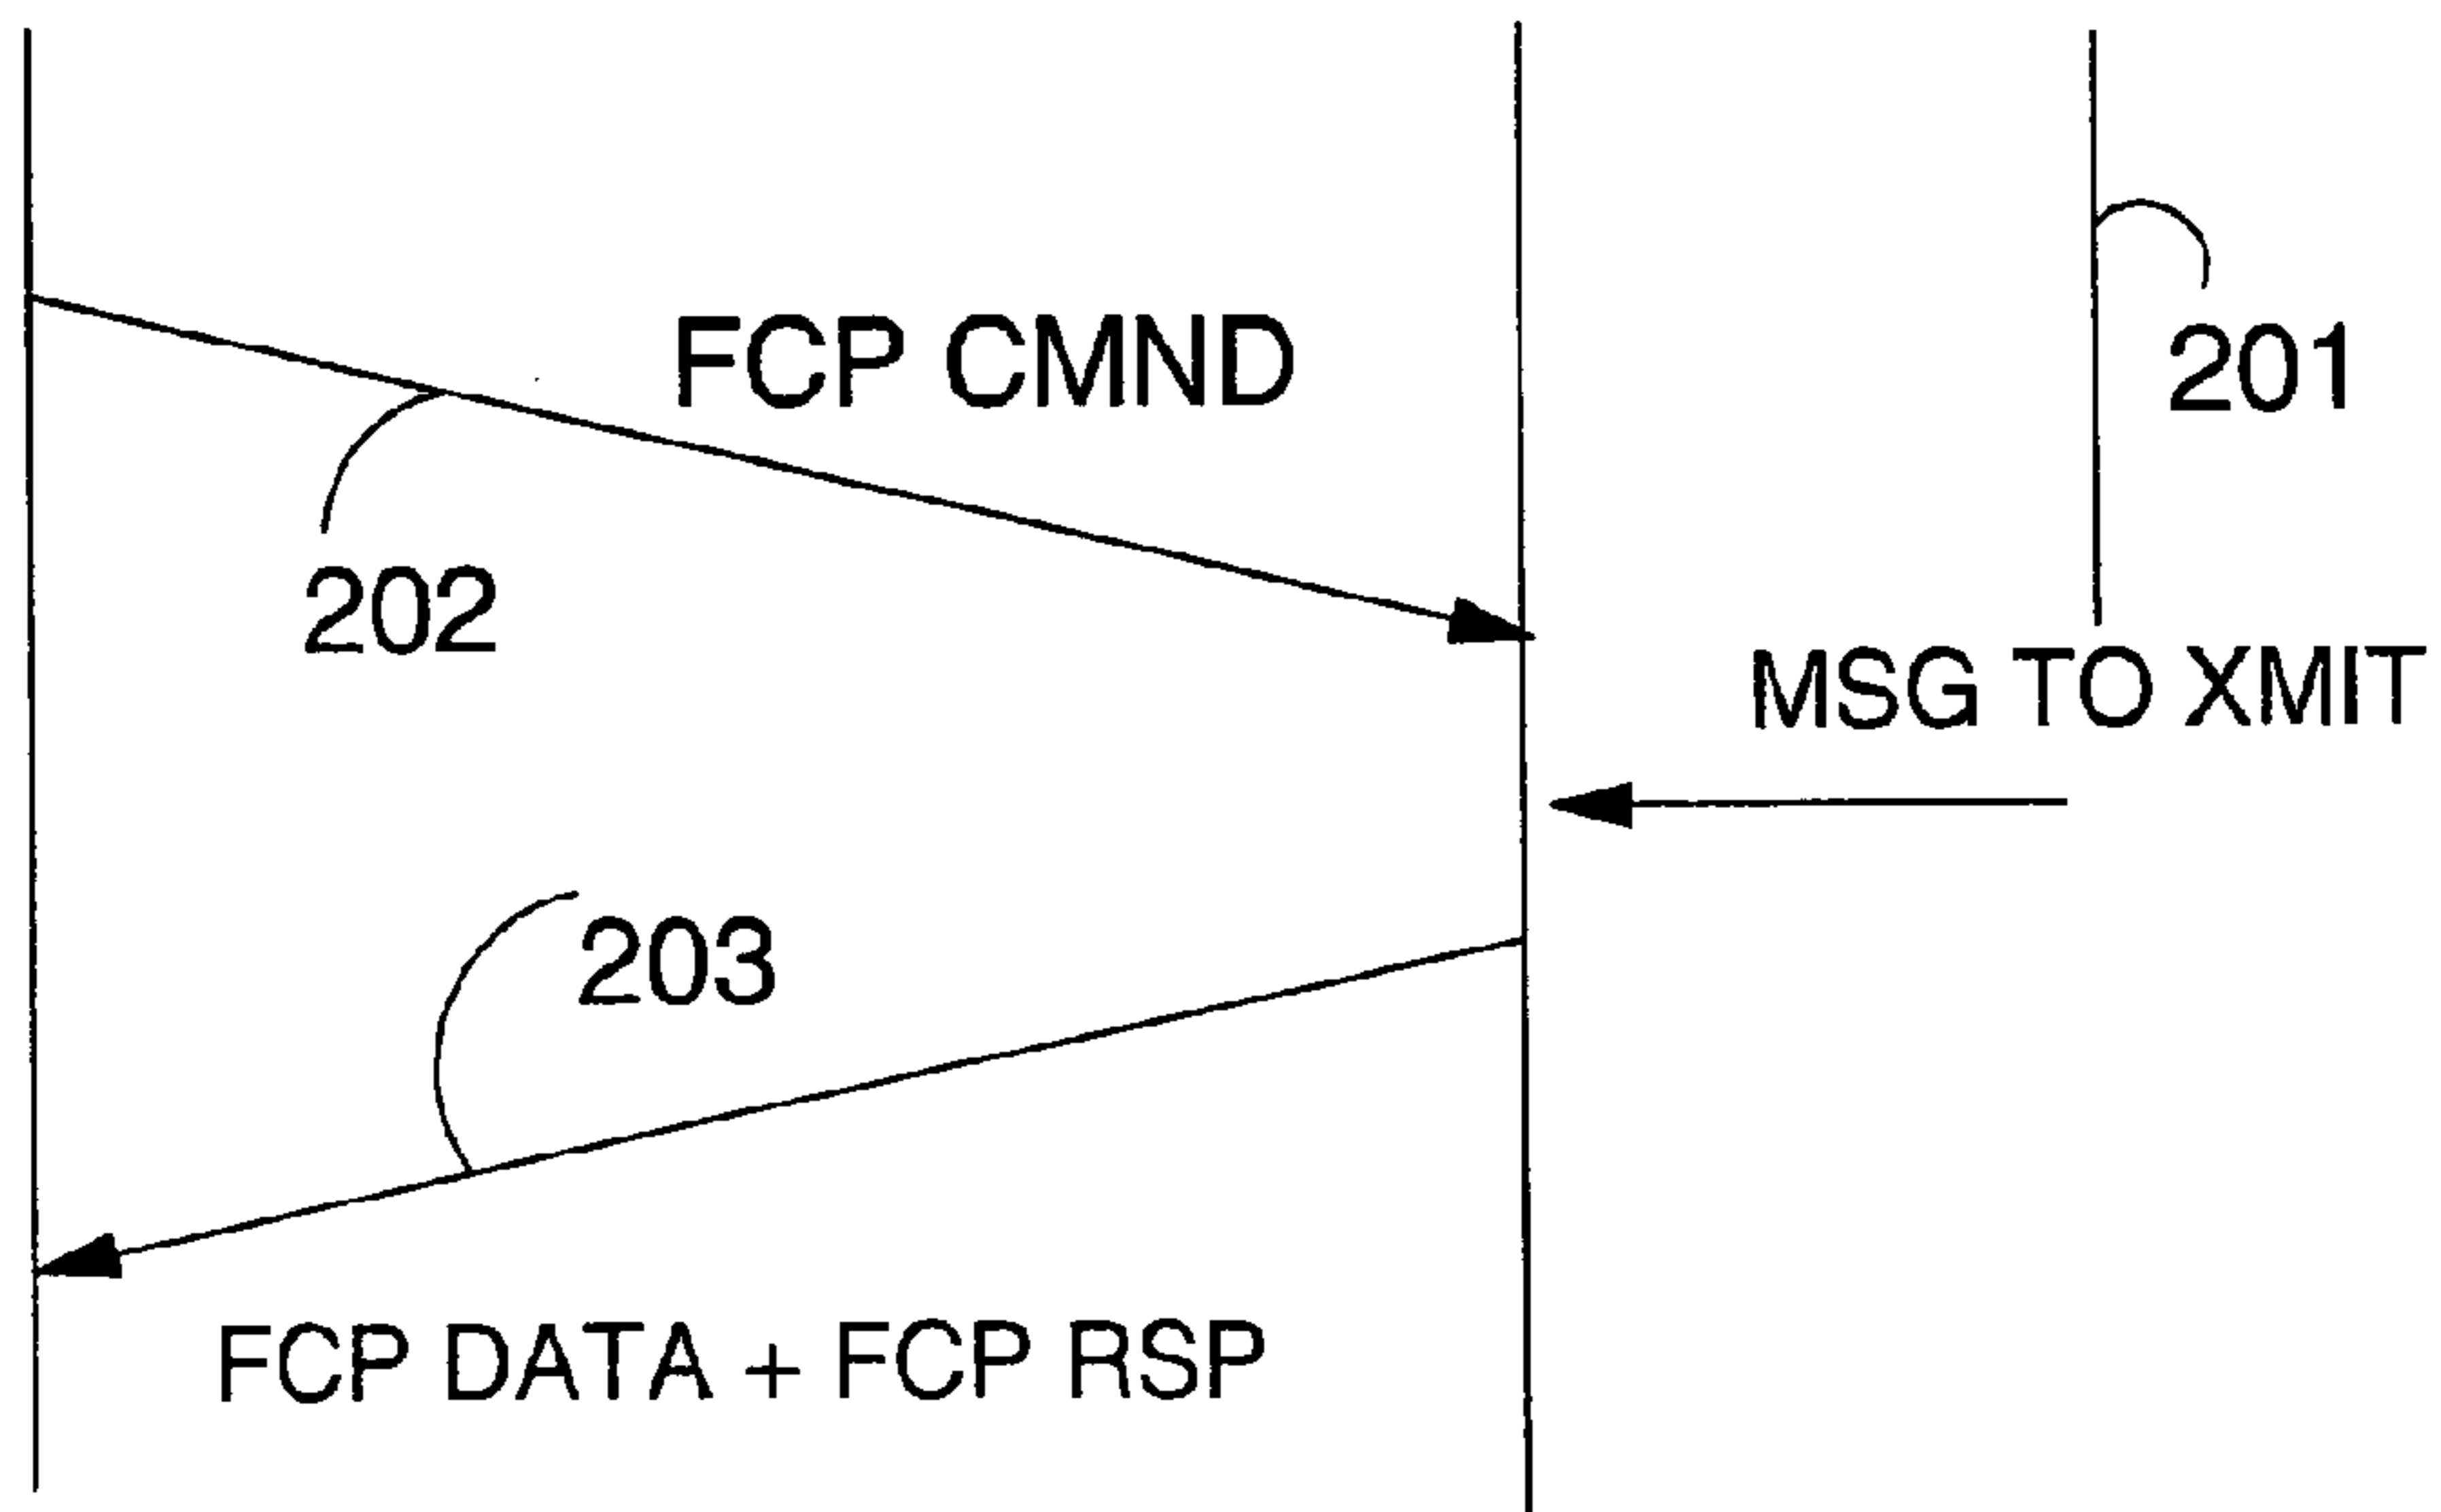 FCP CMND
201
202
MSG TO XMIT
203
FCP DATA + FCP RSP